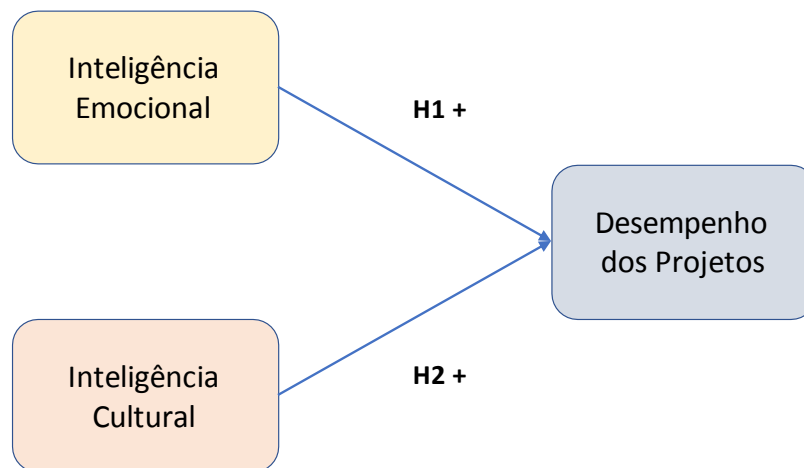 Inteligência
Emocional
H1 +
Desempenho
dos Projetos
Inteligência
Cultural
H2 +